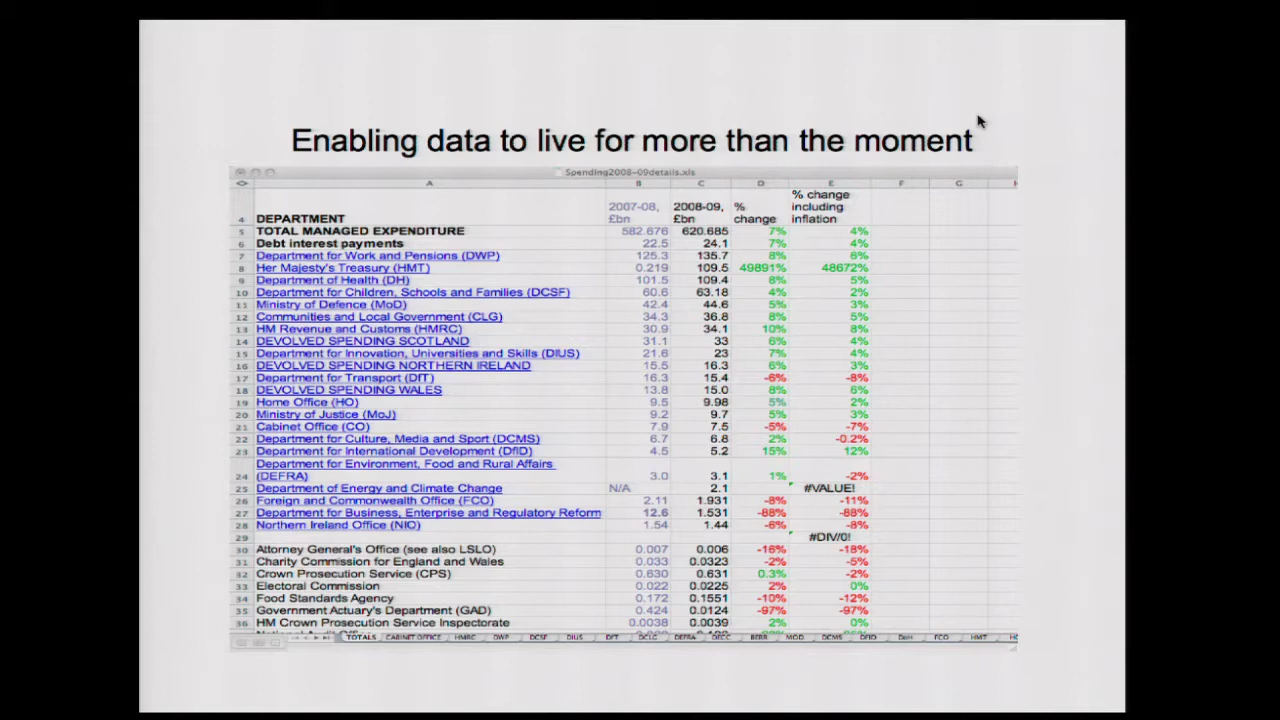 Enabling data to live for more than the moment
Spending2008-09details.xls
A B C D E F G H
4 DEPARTMENT 2007-08, £bn 2008-09, £bn % change % change including inflation
5 TOTAL MANAGED EXPENDITURE 582.676 620.685 7% 4%
6 Debt interest payments 22.5 24.1 7% 4%
7 Department for Work and Pensions (DWP) 125.3 135.7 8% 6%
8 Her Majesty's Treasury (HMT) 0.219 109.5 49891% 48672%
9 Department of Health (DH) 101.5 109.4 8% 5%
10 Department for Children, Schools and Families (DCSF) 60.6 63.18 4% 2%
11 Ministry of Defence (MoD) 42.4 44.6 5% 3%
12 Communities and Local Government (CLG) 34.3 36.8 8% 5%
13 HM Revenue and Customs (HMRC) 30.9 34.1 10% 8%
14 DEVOLVED SPENDING SCOTLAND 31.1 33 6% 4%
15 Department for Innovation, Universities and Skills (DIUS) 21.6 23 7% 4%
16 DEVOLVED SPENDING NORTHERN IRELAND 15.5 16.3 6% 3%
17 Department for Transport (DfT) 16.3 15.4 -6% -8%
18 DEVOLVED SPENDING WALES 13.8 15.0 8% 6%
19 Home Office (HO) 9.5 9.98 5% 2%
20 Ministry of Justice (MoJ) 9.2 9.7 5% 3%
21 Cabinet Office (CO) 7.9 7.5 -5% -7%
22 Department for Culture, Media and Sport (DCMS) 6.7 6.8 2% -0.2%
23 Department for International Development (DfID) 4.5 5.2 15% 12%
Department for Environment, Food and Rural Affairs
24 (DEFRA) 3.0 3.1 1% -2%
25 Department of Energy and Climate Change N/A 2.1 #VALUE!
26 Foreign and Commonwealth Office (FCO) 2.11 1.931 -8% -11%
27 Department for Business, Enterprise and Regulatory Reform 12.6 1.531 -88% -88%
28 Northern Ireland Office (NIO) 1.54 1.44 -6% -8%
29 #DIV/0!
30 Attorney General's Office (see also LSLO) 0.007 0.006 -16% -18%
31 Charity Commission for England and Wales 0.033 0.0323 -2% -5%
32 Crown Prosecution Service (CPS) 0.630 0.631 0.3% -2%
33 Electoral Commission 0.022 0.0225 2% 0%
34 Food Standards Agency 0.172 0.1551 -10% -12%
35 Government Actuary's Department (GAD) 0.424 0.0124 -97% -97%
36 HM Crown Prosecution Service Inspectorate 0.0038 0.0039 2% 0%
TOTALS CABINET OFFICE HMRC DWP DCSF DIUS DFT DCLG DEFRA DECC BERR MOD DCMS DFID DoH FCO HMT